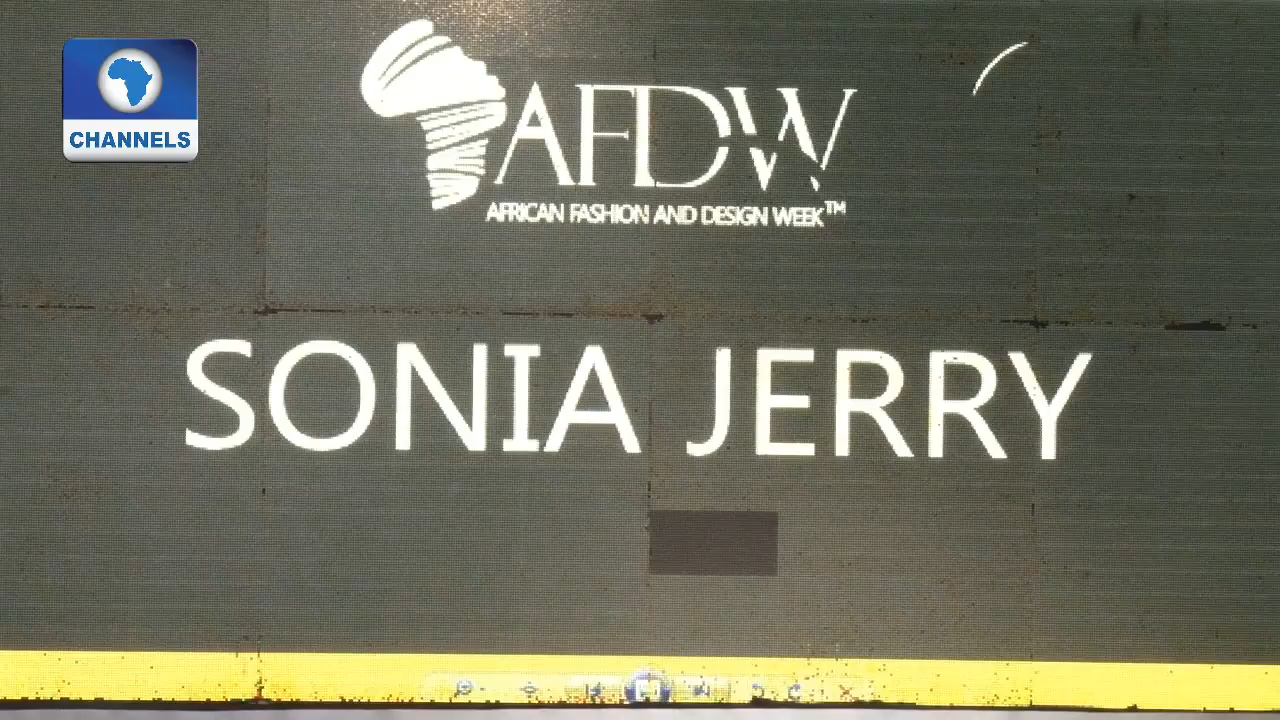 CHANNELS
AFDW
AFRICAN FASHION AND DESIGN WEEK™
SONIA JERRY